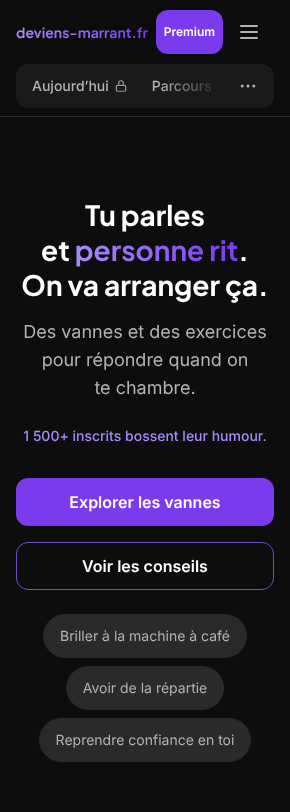 deviens-marrant.fr
Premium
Aujourd’hui
Parcours
Tu parles
et personne rit.
On va arranger ça.
Des vannes et des exercices
pour répondre quand on
te chambre.
1 500+ inscrits bossent leur humour.
Explorer les vannes
Voir les conseils
Briller à la machine à café
Avoir de la répartie
Reprendre confiance en toi